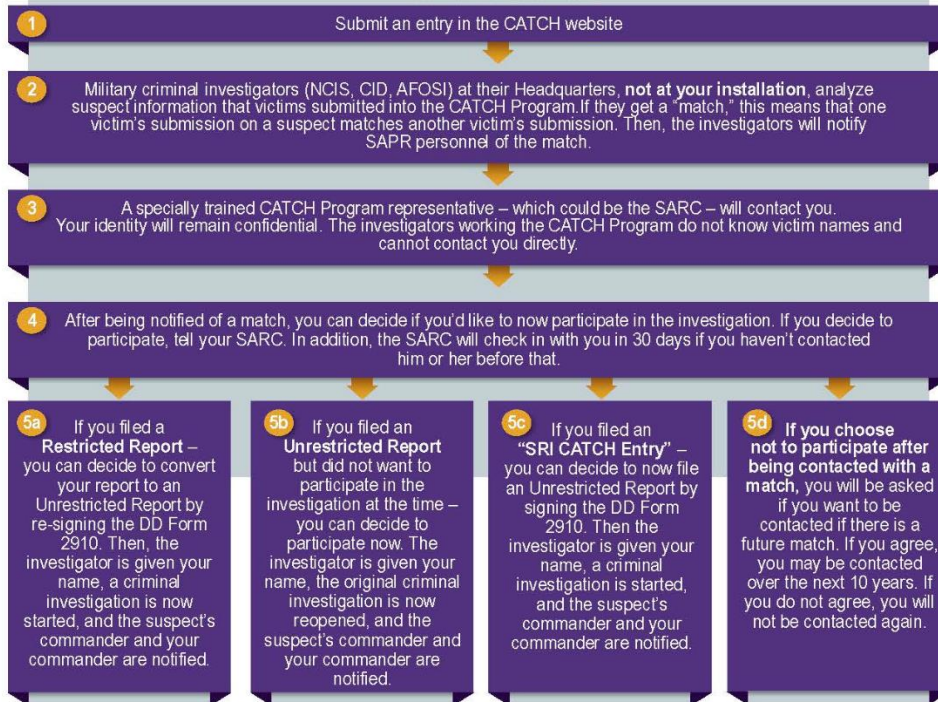 1
Submit an entry in the CATCH website
2
Military criminal investigators (NCIS, CID, AFOSI) at their Headquarters, not at your installation, analyze
suspect information that victims submitted into the CATCH Program.If they get a “match,” this means that one
victim’s submission on a suspect matches another victim’s submission. Then, the investigators will notify
SAPR personnel of the match.
3
A specially trained CATCH Program representative – which could be the SARC – will contact you.
Your identity will remain confidential. The investigators working the CATCH Program do not know victim names and
cannot contact you directly.
4
After being notified of a match, you can decide if you’d like to now participate in the investigation. If you decide to
participate, tell your SARC. In addition, the SARC will check in with you in 30 days if you haven’t contacted
him or her before that.
5a
If you filed a
Restricted Report –
you can decide to convert
your report to an
Unrestricted Report by
re-signing the DD Form
2910. Then, the
investigator is given your
name, a criminal
investigation is now
started, and the suspect’s
commander and your
commander are notified.
5b
If you filed an
Unrestricted Report
but did not want to
participate in the
investigation at the time –
you can decide to
participate now. The
investigator is given your
name, the original criminal
investigation is now
reopened, and the
suspect’s commander and
your commander are
notified.
5c
If you filed an
“SRI CATCH Entry” –
you can decide to now file
an Unrestricted Report by
signing the DD Form
2910. Then the
investigator is given your
name, a criminal
investigation is started,
and the suspect’s
commander and your
commander are notified.
5d
If you choose
not to participate after
being contacted with a
match, you will be asked
if you want to be
contacted if there is a
future match. If you agree,
you may be contacted
over the next 10 years. If
you do not agree, you will
not be contacted again.